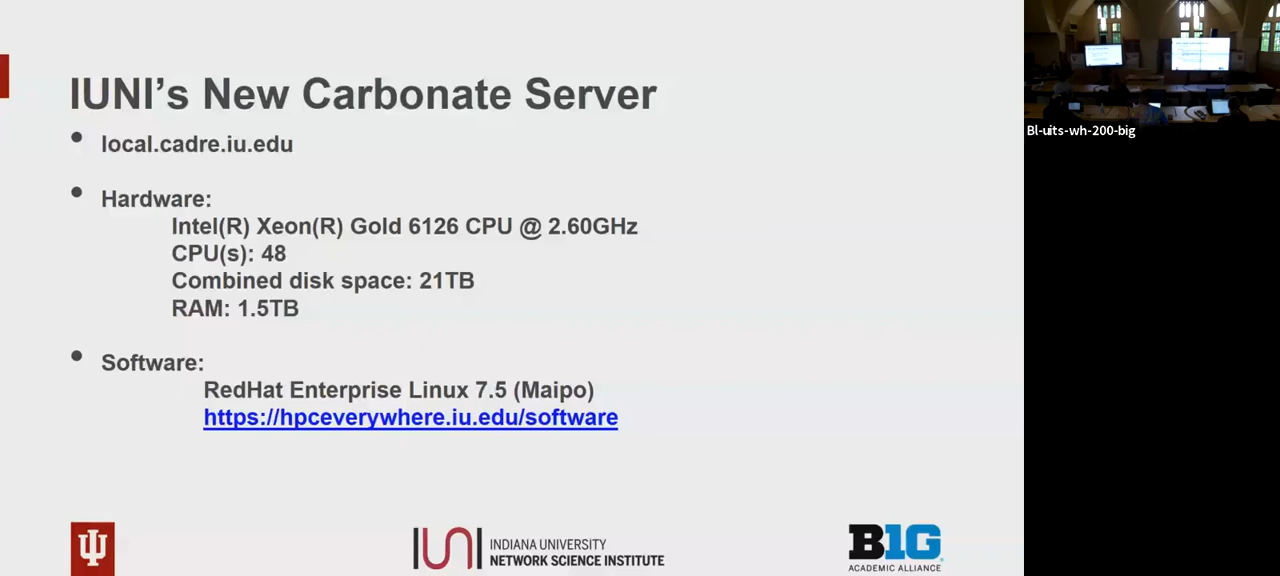 IUNI's New Carbonate Server
local.cadre.iu.edu
Hardware:
Intel(R) Xeon(R) Gold 6126 CPU @ 2.60GHz
CPU(s): 48
Combined disk space: 21TB
RAM: 1.5TB
Software:
RedHat Enterprise Linux 7.5 (Maipo)
https://hpceverywhere.iu.edu/software
IUNI
INDIANA UNIVERSITY
NETWORK SCIENCE INSTITUTE
B1G
ACADEMIC ALLIANCE
Bl-uits-wh-200-big